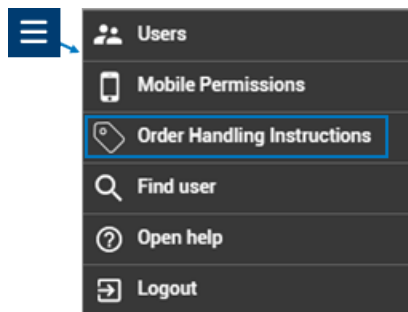 Users
Mobile Permissions
Order Handling Instructions
Find user
Open help
Logout